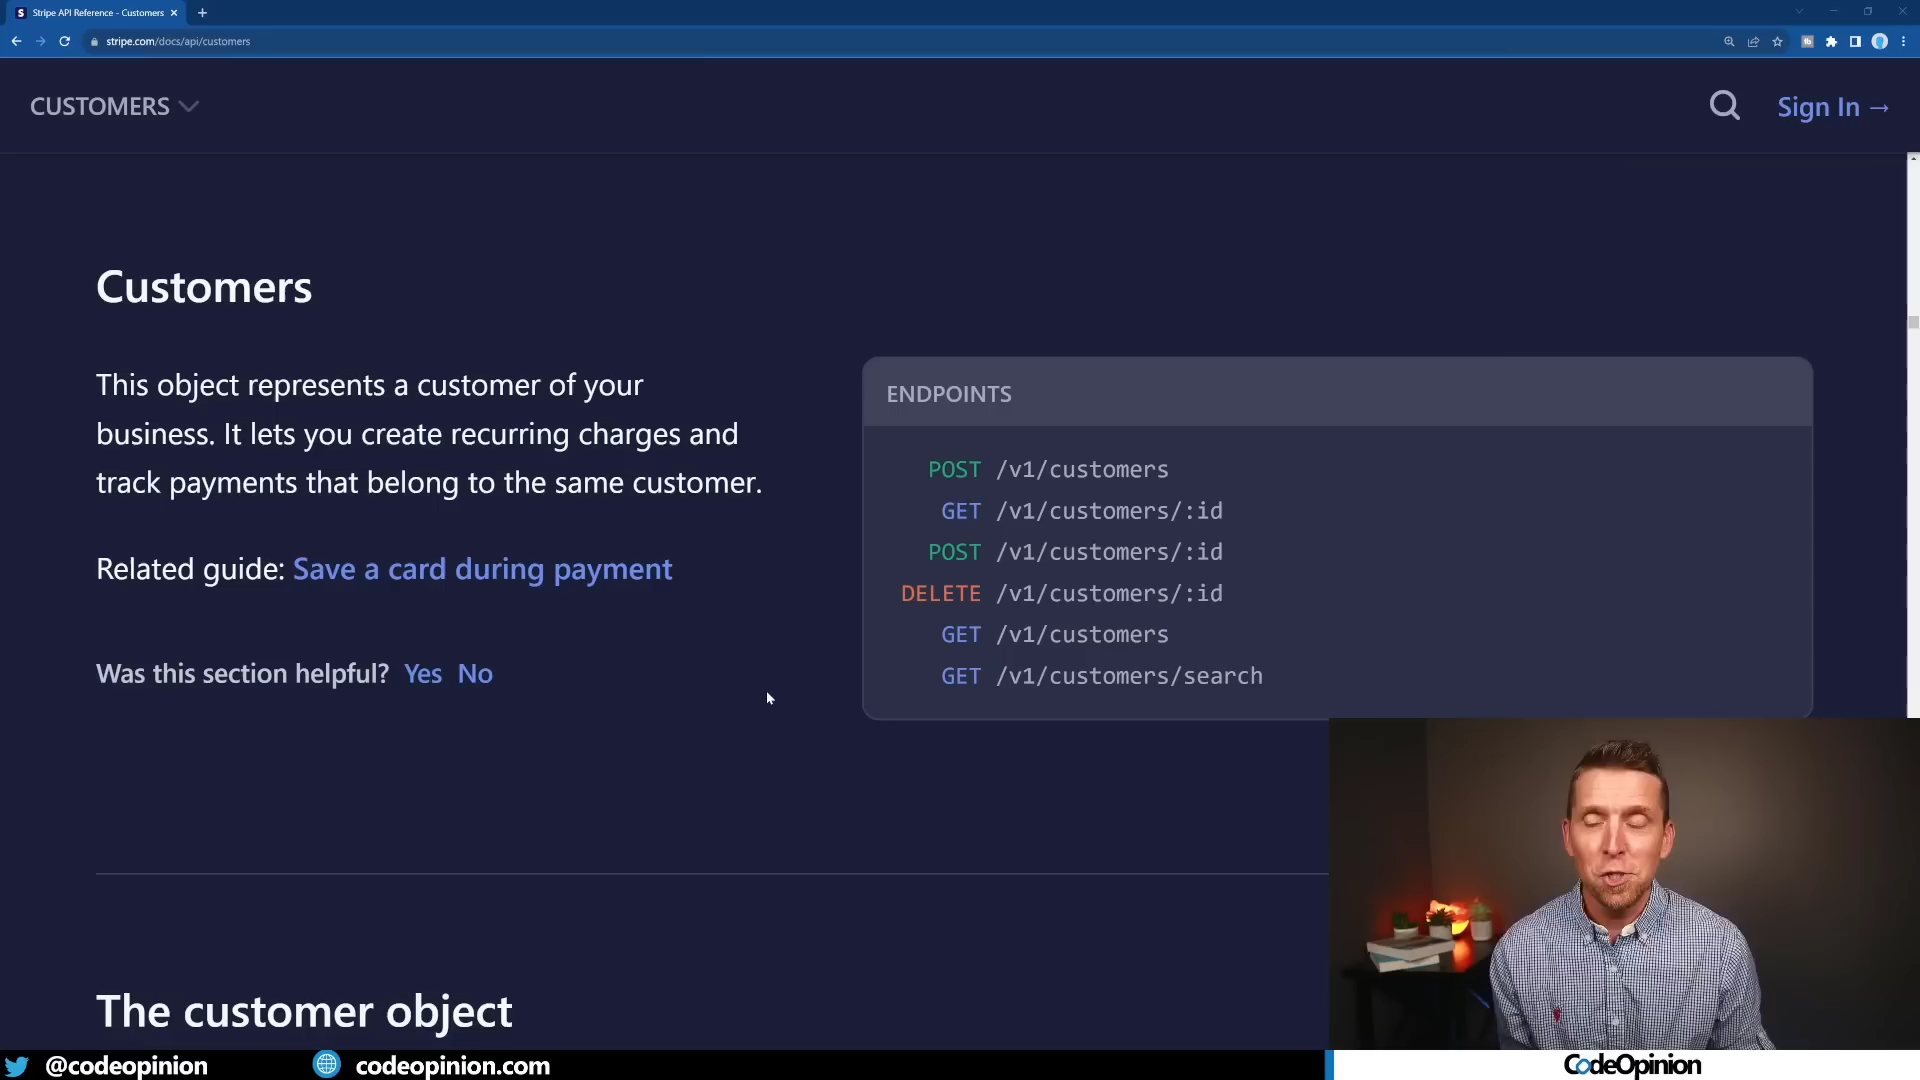 Stripe API Reference - Customers
stripe.com/docs/api/customers
CUSTOMERS
Sign In →
Customers
This object represents a customer of your
business. It lets you create recurring charges and
track payments that belong to the same customer.
Related guide: Save a card during payment
Was this section helpful? Yes No
ENDPOINTS
POST /v1/customers
GET /v1/customers/:id
POST /v1/customers/:id
DELETE /v1/customers/:id
GET /v1/customers
GET /v1/customers/search
The customer object
@codeopinion
codeopinion.com
CodeOpinion